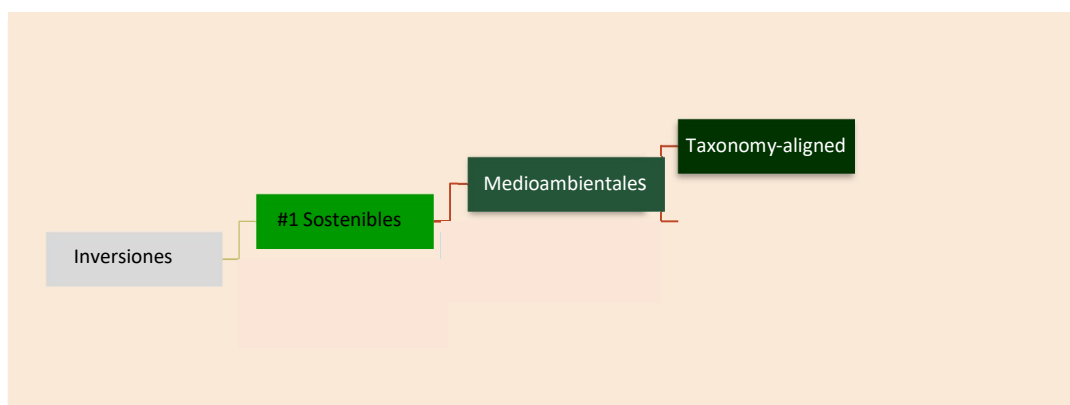 Taxonomy-aligned
Medioambientales
#1 Sostenibles
Inversiones